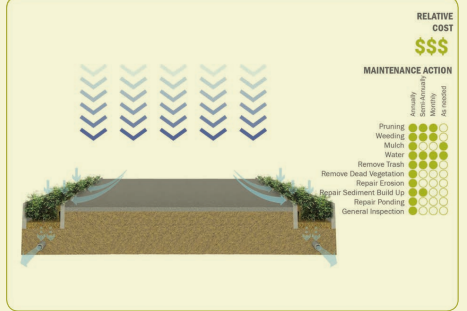 RELATIVE
COST
$$$
MAINTENANCE ACTION
Annually
Semi-Annually
Monthly
As needed
Pruning
Weeding
Mulch
Water
Remove Trash
Remove Dead Vegetation
Repair Erosion
Repair Sediment Build Up
Repair Ponding
General Inspection